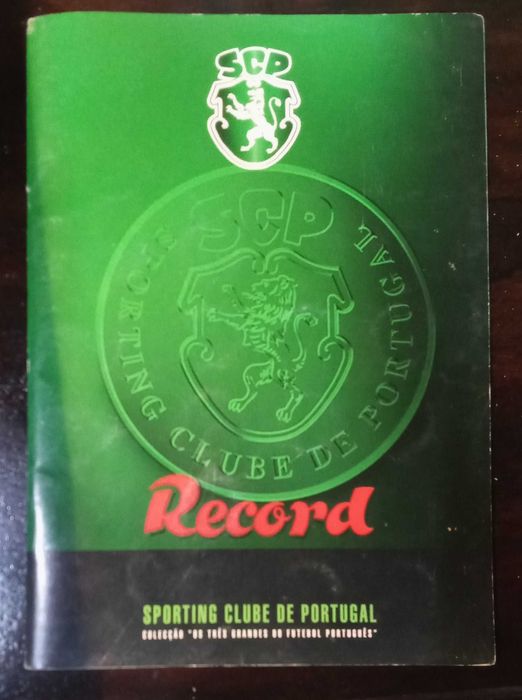 SCP
SCP
SPORTING CLUBE DE PORTUGAL
Record
SPORTING CLUBE DE PORTUGAL
COLECÇÃO "OS TRÊS GRANDES DO FUTEBOL PORTUGUÊS"